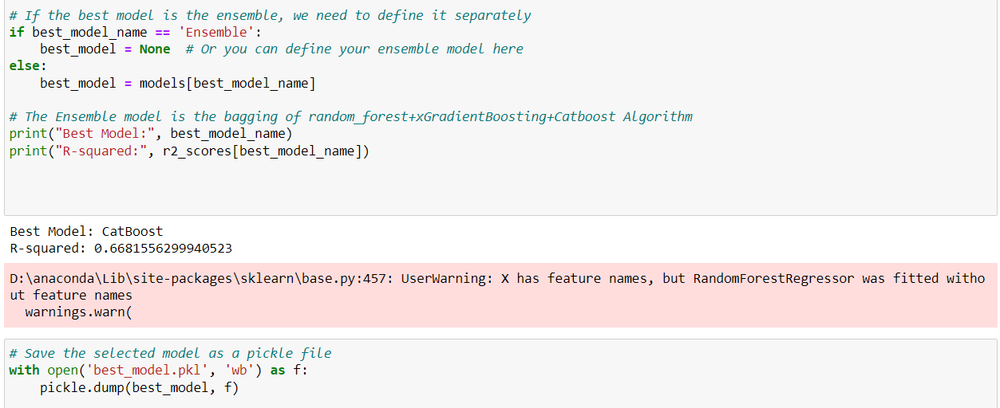 # If the best model is the ensemble, we need to define it separately
if best_model_name == 'Ensemble':
    best_model = None  # Or you can define your ensemble model here
else:
    best_model = models[best_model_name]
# The Ensemble model is the bagging of random_forest+xGradientBoosting+Catboost Algorithm
print("Best Model:", best_model_name)
print("R-squared:", r2_scores[best_model_name])
Best Model: CatBoost
R-squared: 0.6681556299940523
D:\anaconda\Lib\site-packages\sklearn\base.py:457: UserWarning: X has feature names, but RandomForestRegressor was fitted witho
ut feature names
  warnings.warn(
# Save the selected model as a pickle file
with open('best_model.pkl', 'wb') as f:
    pickle.dump(best_model, f)